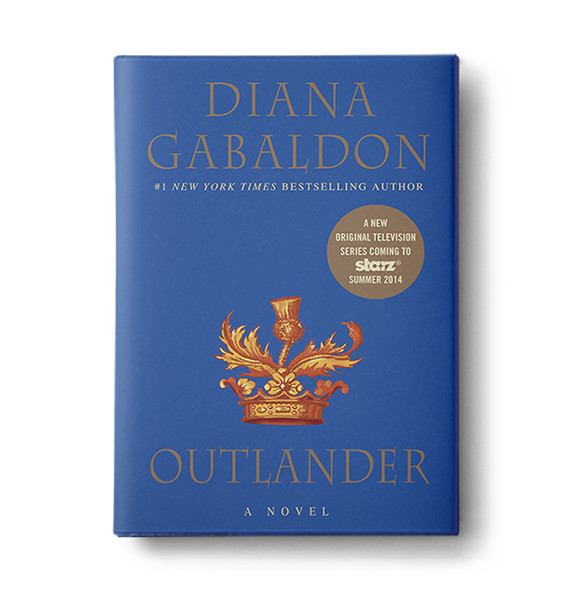 DIANA
GABALDON
#1 NEW YORK TIMES BESTSELLING AUTHOR
A NEW
ORIGINAL TELEVISION
SERIES COMING TO
starz®
SUMMER 2014
OUTLANDER
A NOVEL